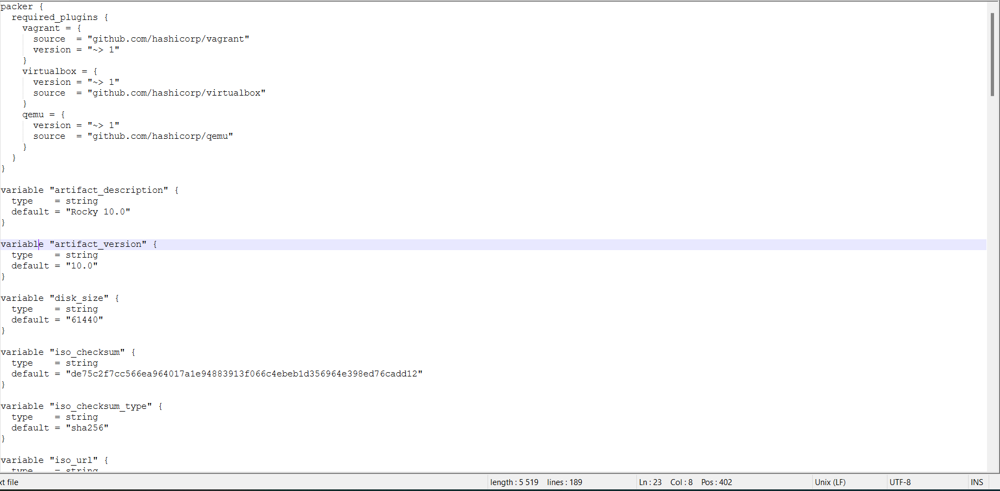 packer {
  required_plugins {
    vagrant = {
      source  = "github.com/hashicorp/vagrant"
      version = "~> 1"
    }
    virtualbox = {
      version = "~> 1"
      source  = "github.com/hashicorp/virtualbox"
    }
    qemu = {
      version = "~> 1"
      source  = "github.com/hashicorp/qemu"
    }
  }
}

variable "artifact_description" {
  type    = string
  default = "Rocky 10.0"
}

variable "artifact_version" {
  type    = string
  default = "10.0"
}

variable "disk_size" {
  type    = string
  default = "61440"
}

variable "iso_checksum" {
  type    = string
  default = "de75c2f7cc566ea964017a1e94883913f066c4ebeb1d356964e398ed76cadd12"
}

variable "iso_checksum_type" {
  type    = string
  default = "sha256"
}

variable "iso_url" {
  type    = string
xt file length : 5 519 lines : 189 Ln : 23 Col : 8 Pos : 402 Unix (LF) UTF-8 INS